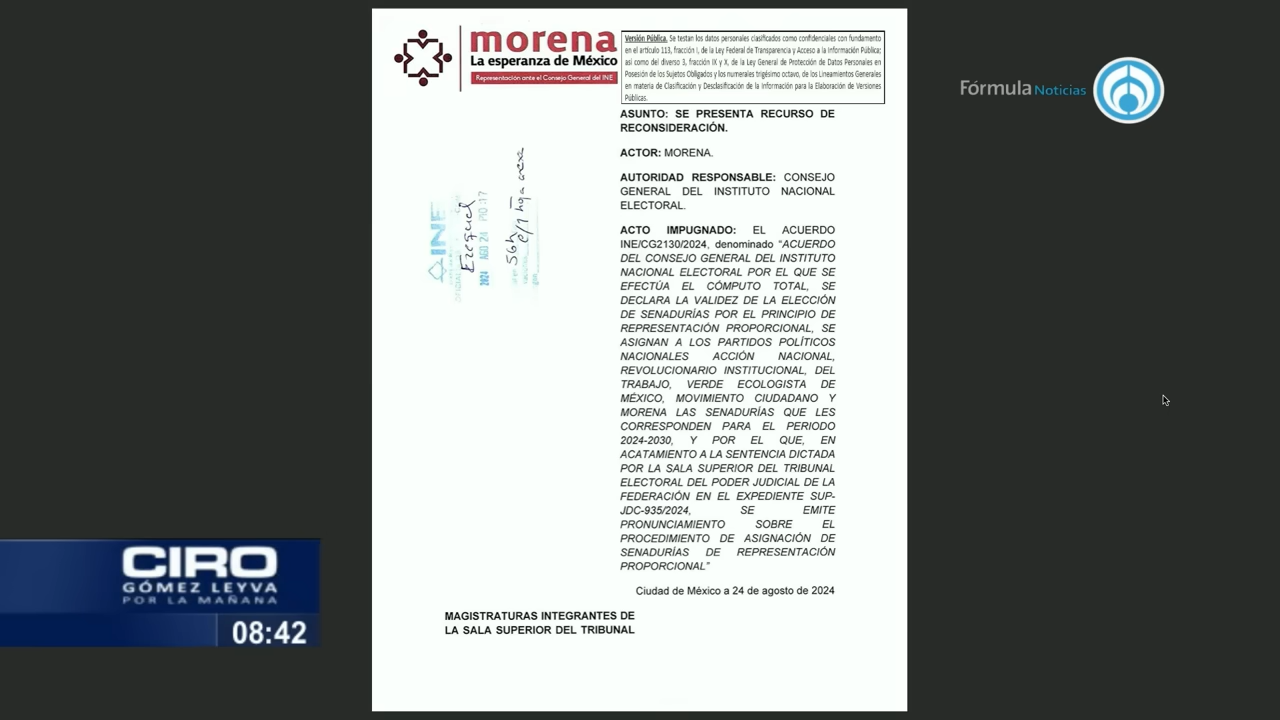 morena
La esperanza de México
Representación ante el Consejo General del INE
Versión Pública. Se testan los datos personales clasificados como confidenciales con fundamento
en el artículo 113, fracción I, de la Ley Federal de Transparencia y Acceso a la Información Pública;
así como del diverso 3, fracción IX y X, de la Ley General de Protección de Datos Personales en
Posesión de los Sujetos Obligados y los numerales trigésimo octavo, de los Lineamientos Generales
en materia de Clasificación y Desclasificación de la Información para la Elaboración de Versiones
Públicas.
Fórmula Noticias
ASUNTO: SE PRESENTA RECURSO DE
RECONSIDERACIÓN.
ACTOR: MORENA.
AUTORIDAD RESPONSABLE: CONSEJO
GENERAL DEL INSTITUTO NACIONAL
ELECTORAL.
INE
Ezequiel
2024 AGO 24
56h
c/1 hoja anexa
ACTO IMPUGNADO: EL ACUERDO
INE/CG2130/2024, denominado “ACUERDO
DEL CONSEJO GENERAL DEL INSTITUTO
NACIONAL ELECTORAL POR EL QUE SE
EFECTÚA EL CÓMPUTO TOTAL, SE
DECLARA LA VALIDEZ DE LA ELECCIÓN
DE SENADURÍAS POR EL PRINCIPIO DE
REPRESENTACIÓN PROPORCIONAL, SE
ASIGNAN A LOS PARTIDOS POLÍTICOS
NACIONALES ACCIÓN NACIONAL,
REVOLUCIONARIO INSTITUCIONAL, DEL
TRABAJO, VERDE ECOLOGISTA DE
MÉXICO, MOVIMIENTO CIUDADANO Y
MORENA LAS SENADURÍAS QUE LES
CORRESPONDEN PARA EL PERIODO
2024-2030, Y POR EL QUE, EN
ACATAMIENTO A LA SENTENCIA DICTADA
POR LA SALA SUPERIOR DEL TRIBUNAL
ELECTORAL DEL PODER JUDICIAL DE LA
FEDERACIÓN EN EL EXPEDIENTE SUP-
JDC-935/2024, SE EMITE
PRONUNCIAMIENTO SOBRE EL
PROCEDIMIENTO DE ASIGNACIÓN DE
SENADURÍAS DE REPRESENTACIÓN
PROPORCIONAL”
Ciudad de México a 24 de agosto de 2024
MAGISTRATURAS INTEGRANTES DE
LA SALA SUPERIOR DEL TRIBUNAL
CIRO
GÓMEZ LEYVA
POR LA MAÑANA
08:42